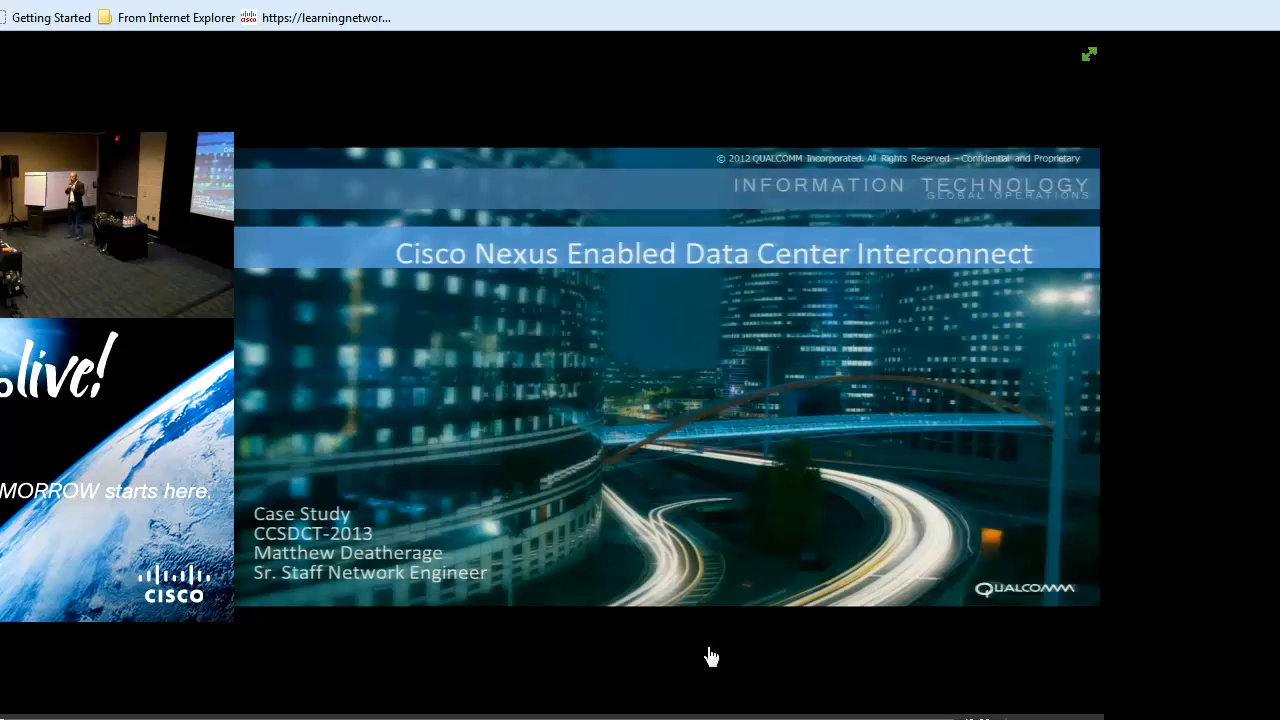 Getting Started From Internet Explorer https://learningnetwor...
© 2012 QUALCOMM Incorporated. All Rights Reserved – Confidential and Proprietary
INFORMATION TECHNOLOGY
GLOBAL OPERATIONS
Cisco Nexus Enabled Data Center Interconnect
live!
MORROW starts here.
CISCO
Case Study
CCSDCT-2013
Matthew Deatherage
Sr. Staff Network Engineer
QUALCOMM